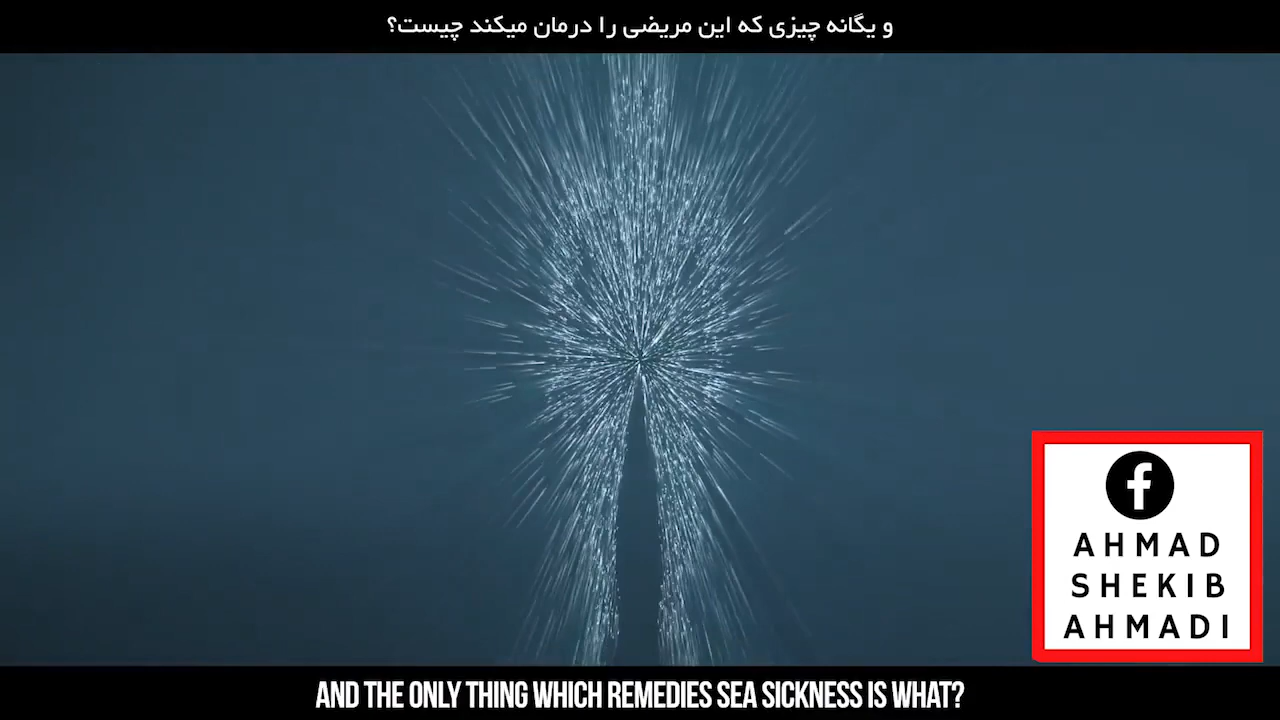 و یگانه چیزی که این مریضی را درمان میکند چیست؟
f
AHMAD
SHEKIB
AHMADI
AND THE ONLY THING WHICH REMEDIES SEA SICKNESS IS WHAT?